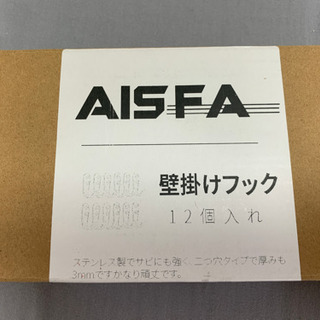 AISFA
壁掛けフック
12個入れ
ステンレス製でサビにも強く、二つ穴タイプで厚みも
3mmですかなり頑丈です。